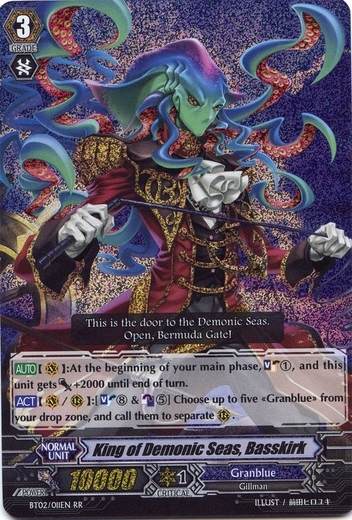 3
GRADE
This is the door to the Demonic Seas.
Open, Bermuda Gate!
AUTO [ ]:At the beginning of your main phase, ①, and this
unit gets +2000 until end of turn.
ACT [ / ]:[ ⑧ & ⑤] Choose up to five «Granblue» from
your drop zone, and call them to separate .
NORMAL
UNIT
King of Demonic Seas, Basskirk
POWER 10000 1 CRITICAL
Granblue
Gillman
BT02/011EN RR
ILLUST / 前田ヒロユキ